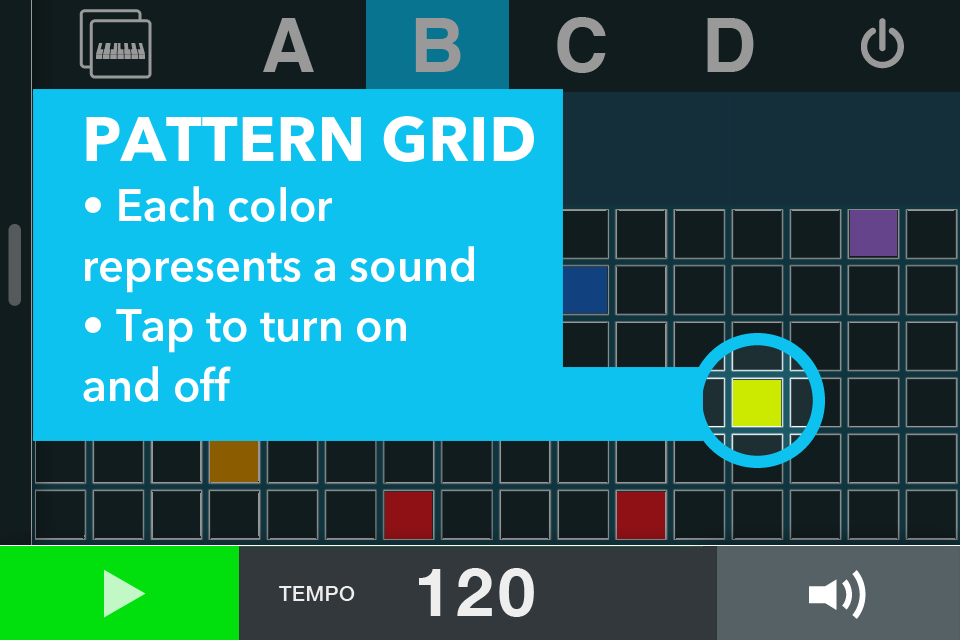 A B C D
PATTERN GRID
• Each color
represents a sound
• Tap to turn on
and off
TEMPO 120